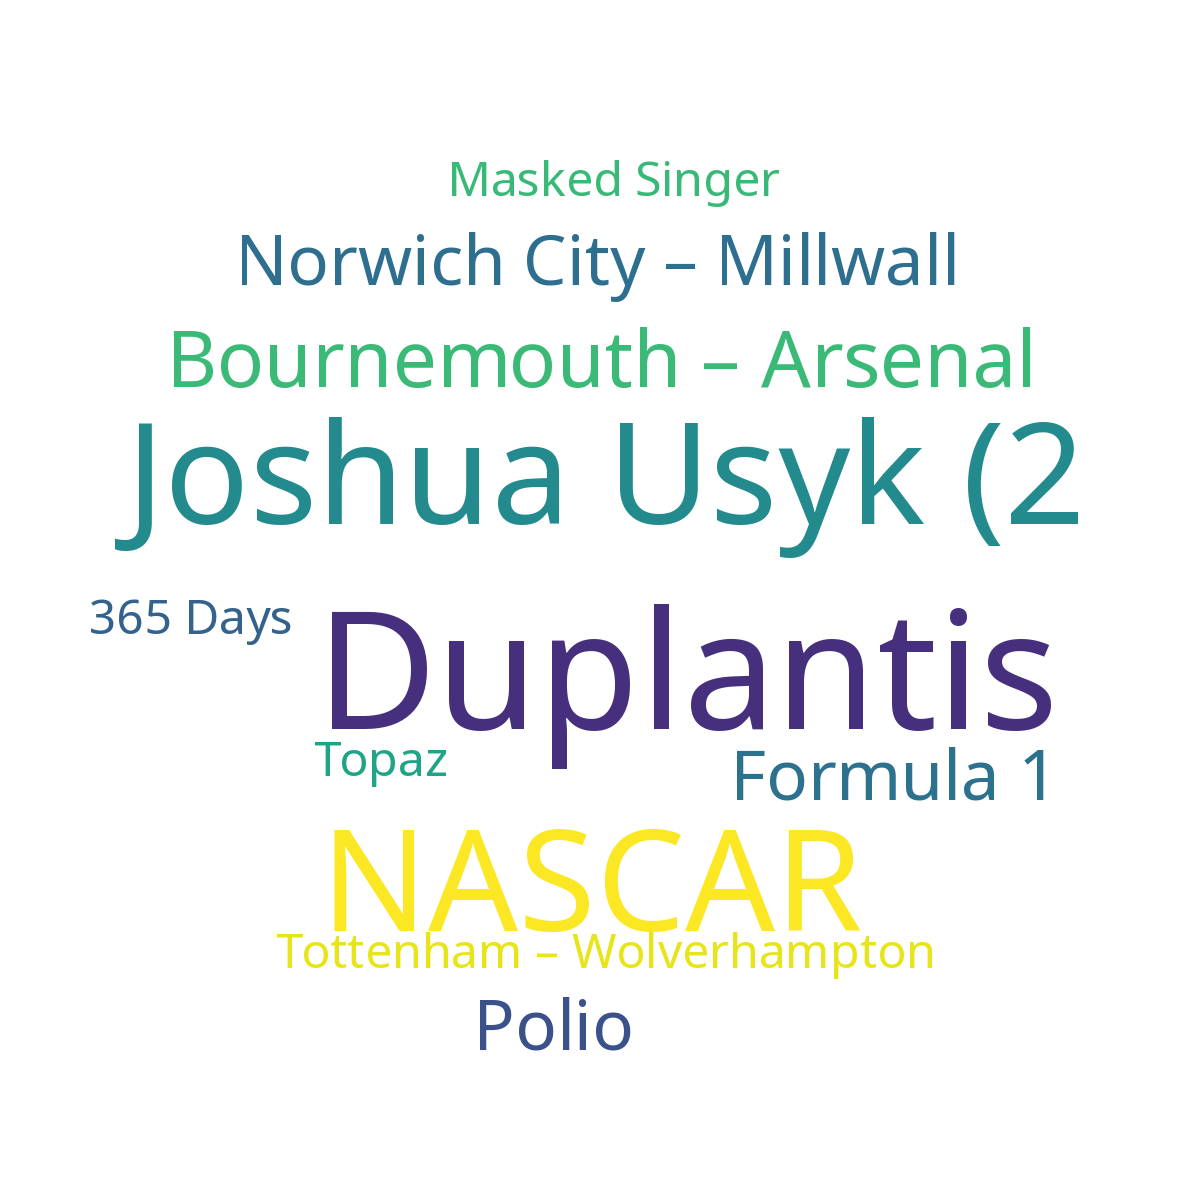 Masked Singer
Norwich City – Millwall
Bournemouth – Arsenal
Joshua Usyk (2
365 Days
Duplantis
Topaz
Formula 1
NASCAR
Tottenham – Wolverhampton
Polio